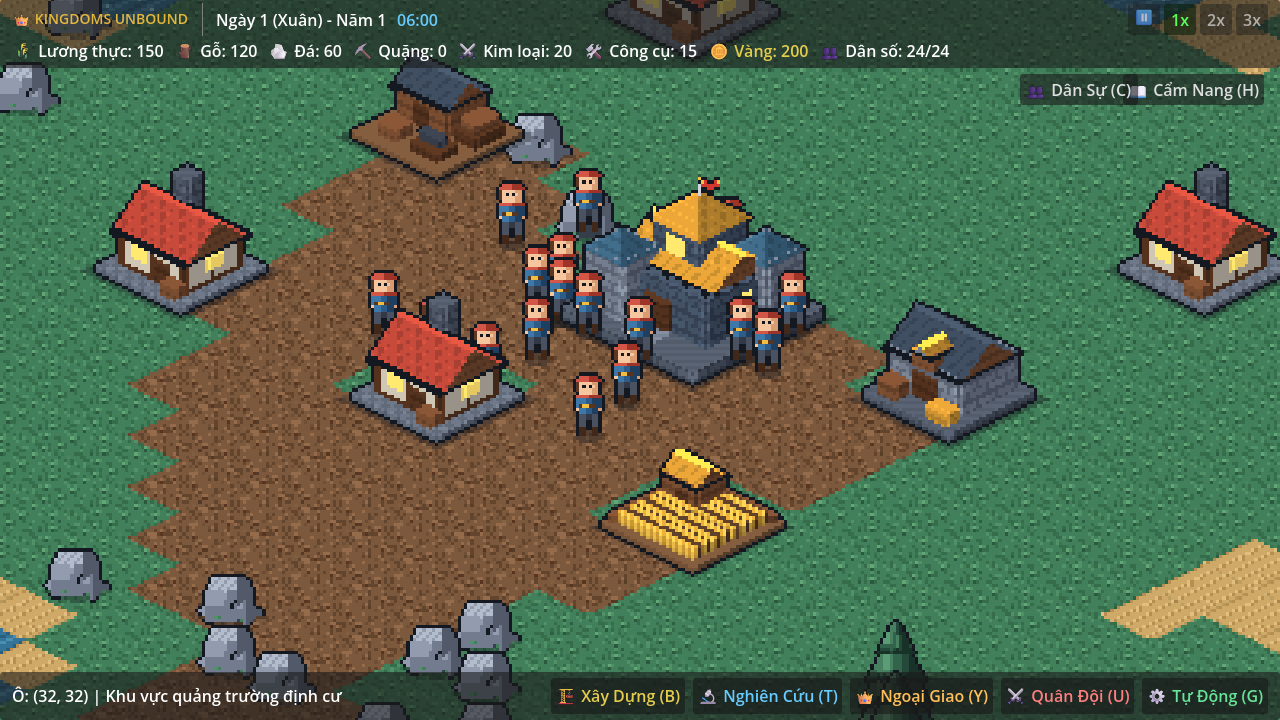 KINGDOMS UNBOUND
Ngày 1 (Xuân) - Năm 1 06:00
1x 2x 3x
Lương thực: 150 Gỗ: 120 Đá: 60 Quặng: 0 Kim loại: 20 Công cụ: 15 Vàng: 200 Dân số: 24/24
Dân Sự (C) Cẩm Nang (H)
Ô: (32, 32) | Khu vực quảng trường định cư
Xây Dựng (B) Nghiên Cứu (T) Ngoại Giao (Y) Quân Đội (U) Tự Động (G)